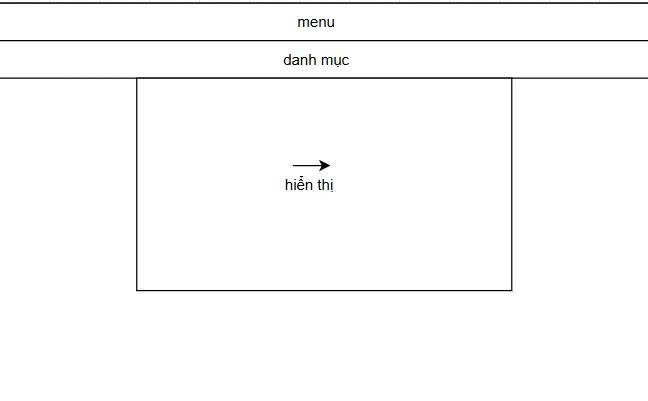 menu
danh mục
hiển thị